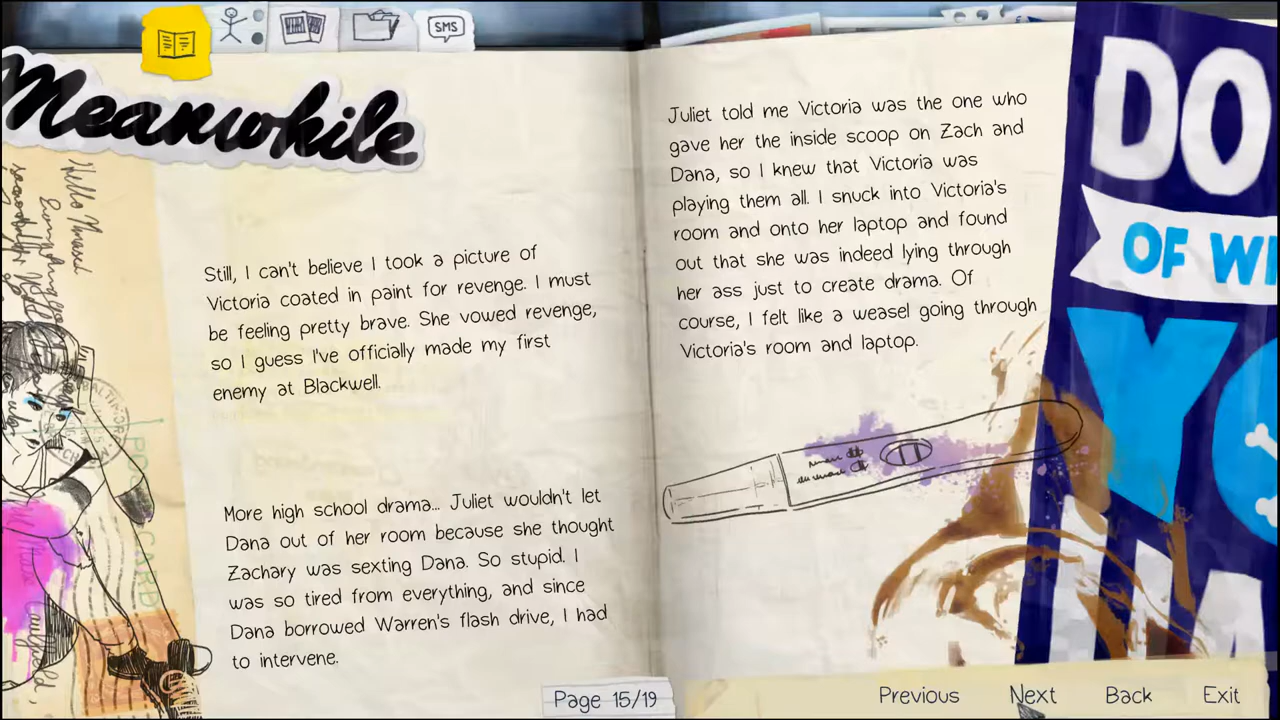 SMS
Meanwhile
Still, I can't believe I took a picture of
Victoria coated in paint for revenge. I must
be feeling pretty brave. She vowed revenge,
so I guess I've officially made my first
enemy at Blackwell.
More high school drama... Juliet wouldn't let
Dana out of her room because she thought
Zachary was sexting Dana. So stupid. I
was so tired from everything, and since
Dana borrowed Warren's flash drive, I had
to intervene.
Juliet told me Victoria was the one who
gave her the inside scoop on Zach and
Dana, so I knew that Victoria was
playing them all. I snuck into Victoria's
room and onto her laptop and found
out that she was indeed lying through
her ass just to create drama. Of
course, I felt like a weasel going through
Victoria's room and laptop.
DO
OF WI
YO
HA
Page 15/19
Previous Next Back Exit